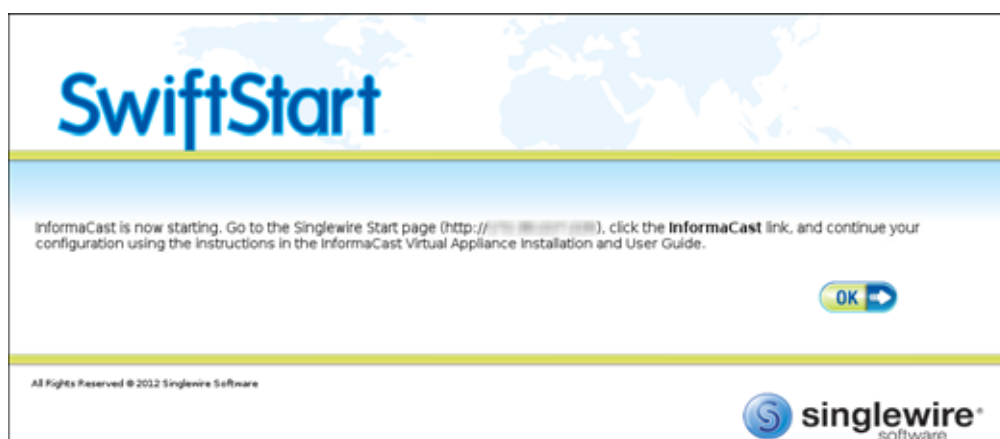 SwiftStart
InformaCast is now starting. Go to the Singlewire Start page (http:// ), click the InformaCast link, and continue your
configuration using the instructions in the InformaCast Virtual Appliance Installation and User Guide.
OK
All Rights Reserved © 2012 Singlewire Software
singlewire
software